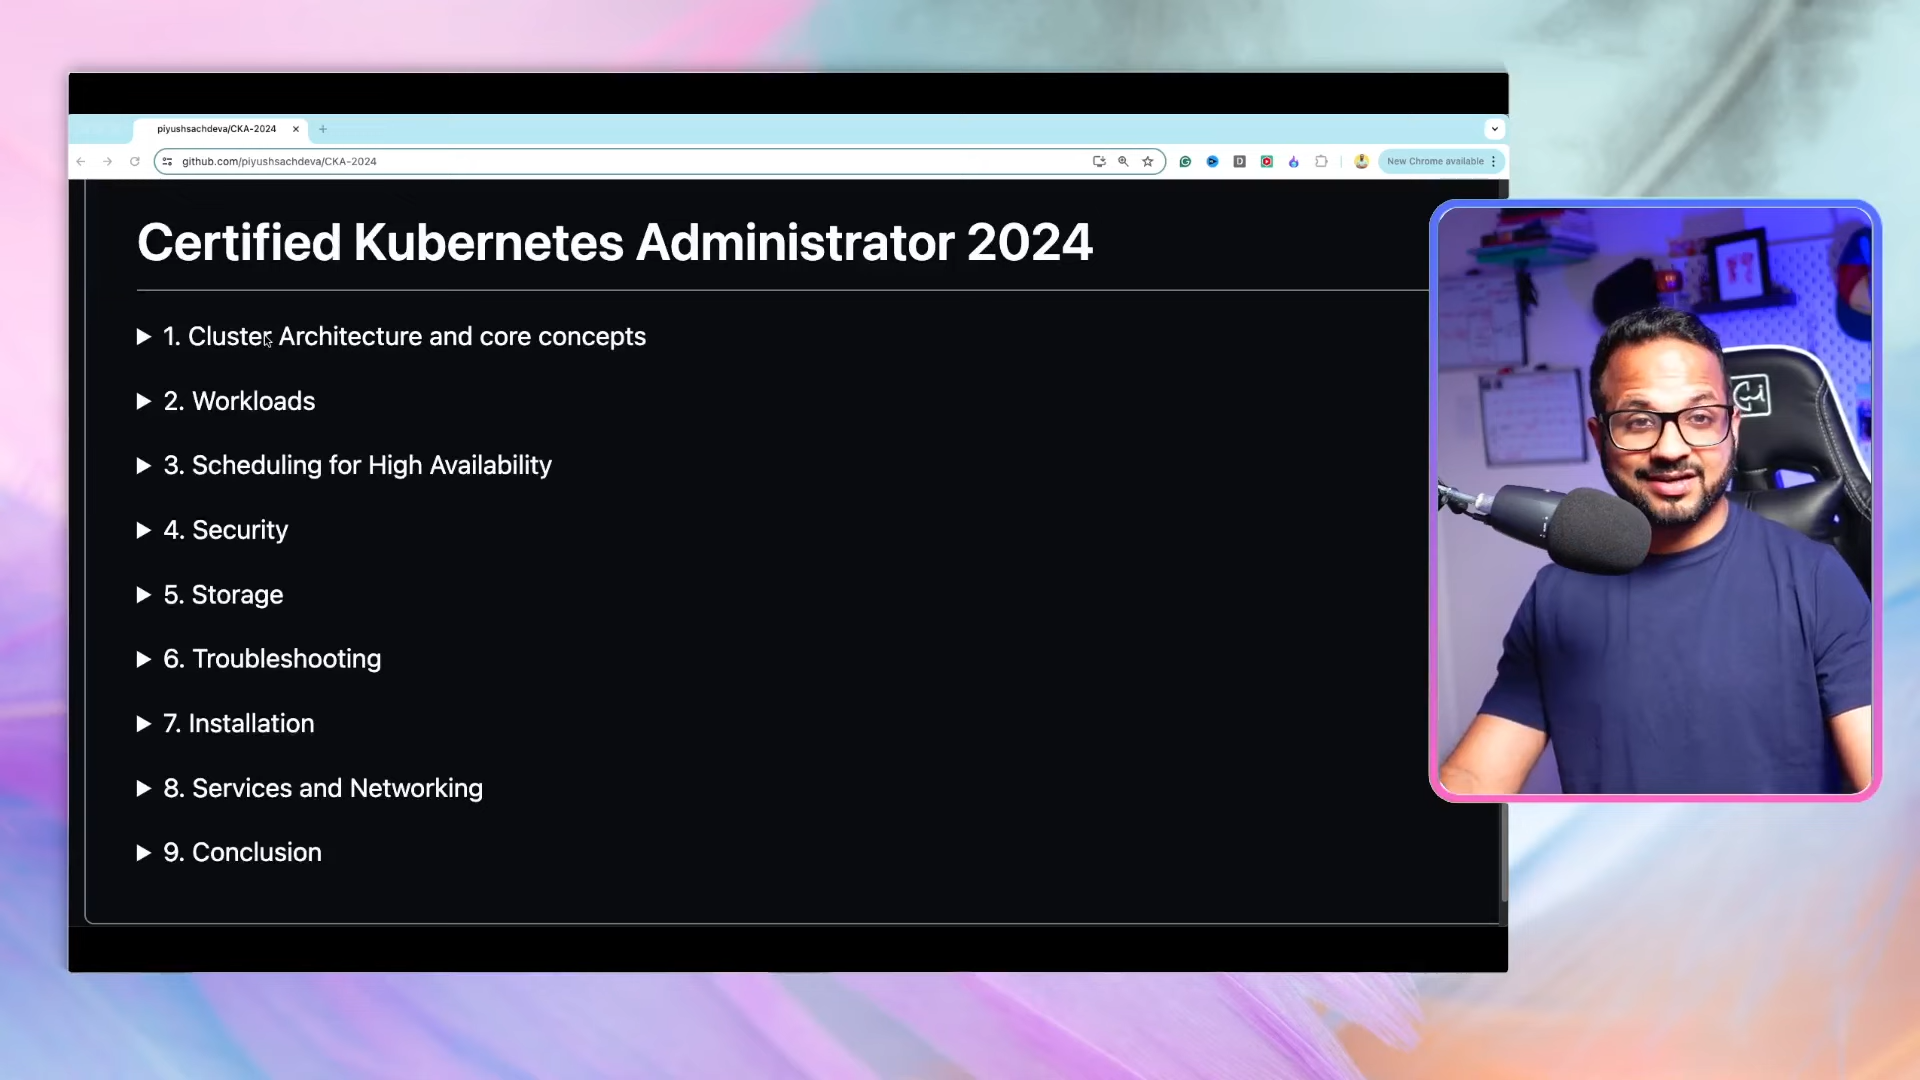 piyushsachdeva/CKA-2024
github.com/piyushsachdeva/CKA-2024
New Chrome available
Certified Kubernetes Administrator 2024
1. Cluster Architecture and core concepts
2. Workloads
3. Scheduling for High Availability
4. Security
5. Storage
6. Troubleshooting
7. Installation
8. Services and Networking
9. Conclusion